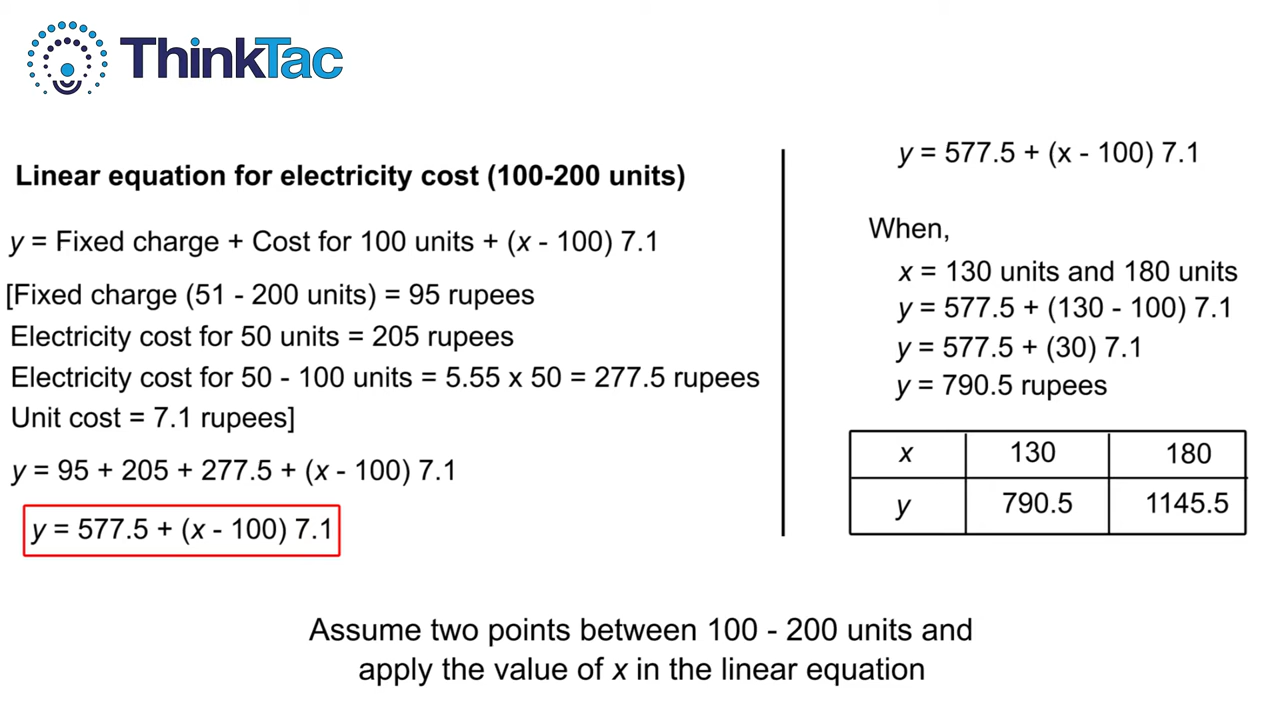 ThinkTac
Linear equation for electricity cost (100-200 units)
y = Fixed charge + Cost for 100 units + (x - 100) 7.1
[Fixed charge (51 - 200 units) = 95 rupees
Electricity cost for 50 units = 205 rupees
Electricity cost for 50 - 100 units = 5.55 x 50 = 277.5 rupees
Unit cost = 7.1 rupees]
y = 95 + 205 + 277.5 + (x - 100) 7.1
y = 577.5 + (x - 100) 7.1
y = 577.5 + (x - 100) 7.1
When,
x = 130 units and 180 units
y = 577.5 + (130 - 100) 7.1
y = 577.5 + (30) 7.1
y = 790.5 rupees
x 130 180
y 790.5 1145.5
Assume two points between 100 - 200 units and
apply the value of x in the linear equation